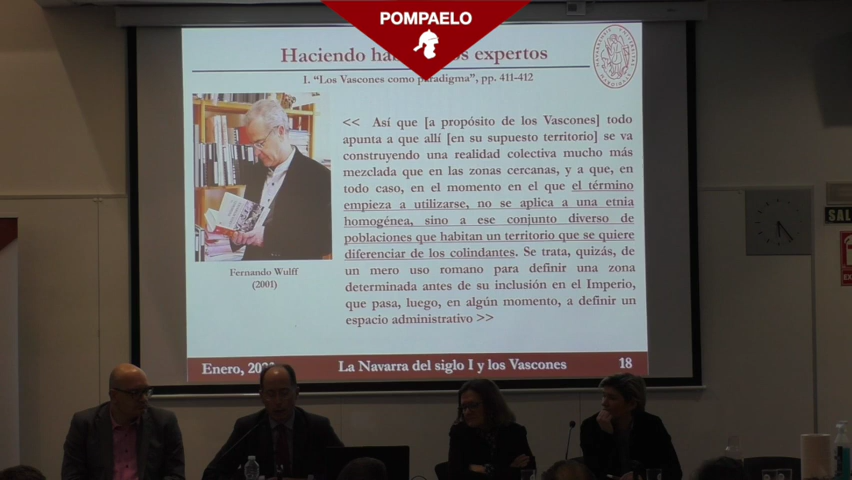 POMPAELO
Haciendo expertos
I. “Los Vascones como paradigma”, pp. 411-412
<< Así que [a propósito de los Vascones] todo
apunta a que allí [en su supuesto territorio] se va
construyendo una realidad colectiva mucho más
mezclada que en las zonas cercanas, y a que, en
todo caso, en el momento en el que el término
empieza a utilizarse, no se aplica a una etnia
homogénea, sino a ese conjunto diverso de
poblaciones que habitan un territorio que se quiere
diferenciar de los colindantes. Se trata, quizás, de
un mero uso romano para definir una zona
determinada antes de su inclusión en el Imperio,
que pasa, luego, en algún momento, a definir un
espacio administrativo >>
Fernando Wulff
(2001)
Enero,
La Navarra del siglo I y los Vascones
18